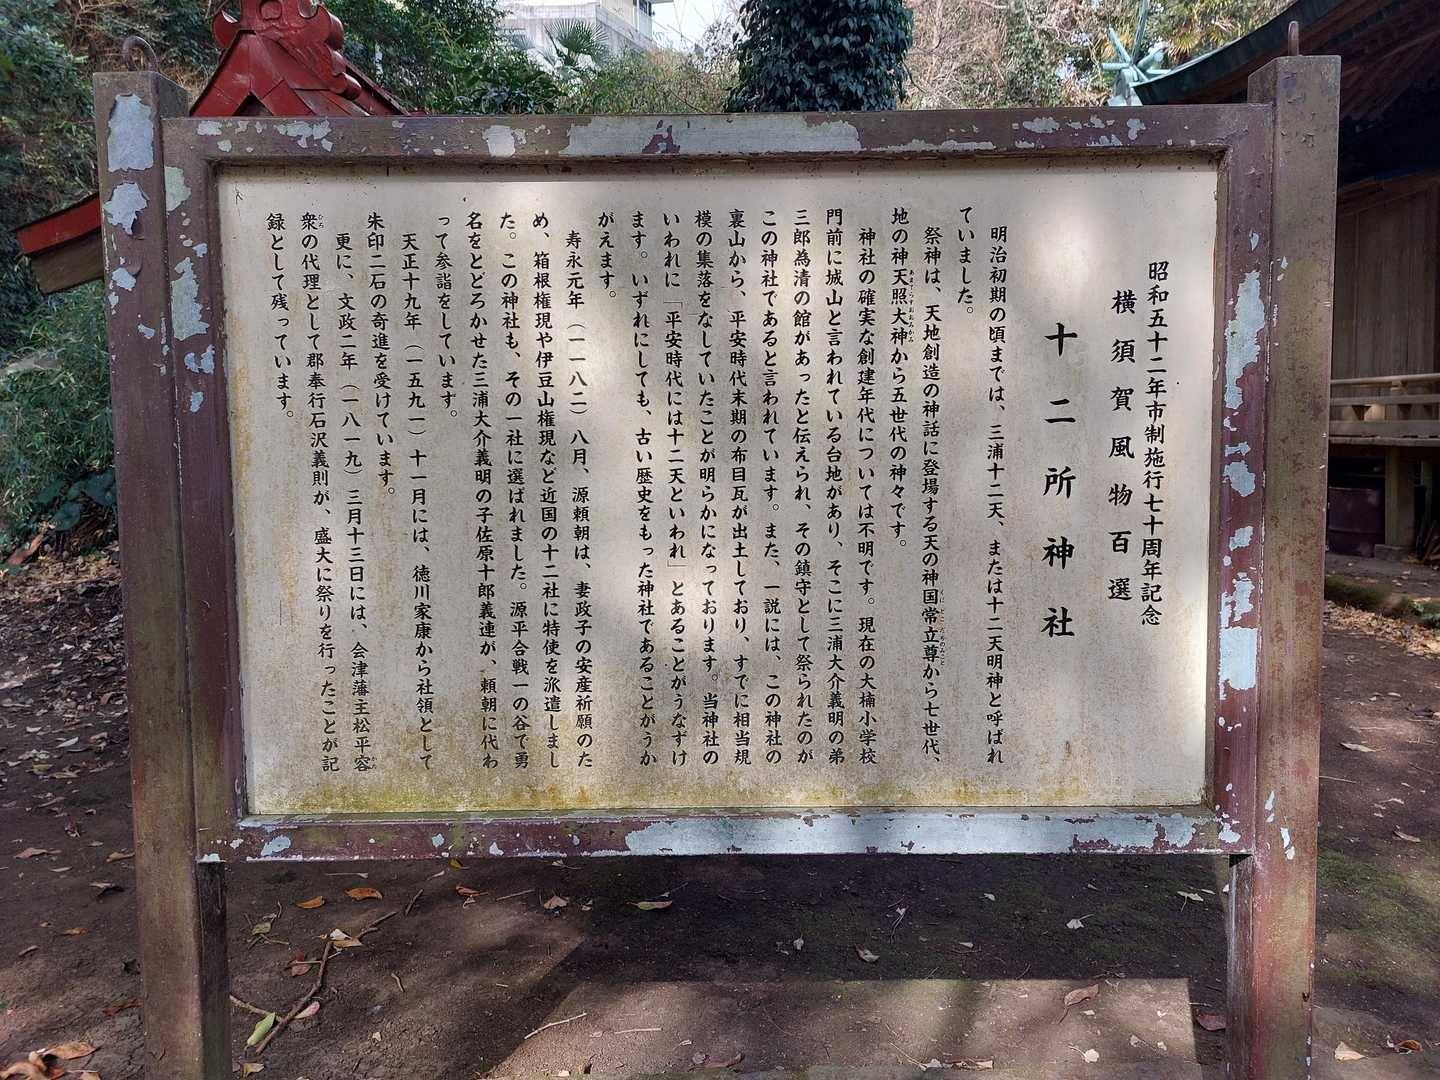 昭和五十二年市制施行七十周年記念
横須賀風物百選
十二所神社
明治初期の頃までは、三浦十二天、または十二天明神と呼ばれ
ていました。
祭神は、天地創造の神話に登場する天の神国常立尊から七世代、
地の神天照大神から五世代の神々です。
神社の確実な創建年代については不明です。現在の大楠小学校
門前に城山と言われている台地があり、そこに三浦大介義明の弟
三郎為清の館があったと伝えられ、その鎮守として祭られたのが
この神社であると言われています。また、一説には、この神社の
裏山から、平安時代末期の布目瓦が出土しており、すでに相当規
模の集落をなしていたことが明らかになっております。当神社の
いわれに「平安時代には十二天といわれ」とあることがうなずけ
ます。いずれにしても、古い歴史をもった神社であることがうか
がえます。
寿永元年（一一八二）八月、源頼朝は、妻政子の安産祈願のた
め、箱根権現や伊豆山権現など近国の十二社に特使を派遣しまし
た。この神社も、その一社に選ばれました。源平合戦一の谷で勇
名をとどろかせた三浦大介義明の子佐原十郎義連が、頼朝に代わ
って参詣をしています。
天正十九年（一五九一）十一月には、徳川家康から社領として
朱印二石の奇進を受けています。
更に、文政二年（一八一九）三月十三日には、会津藩主松平容
衆の代理として郡奉行石沢義則が、盛大に祭りを行ったことが記
録として残っています。